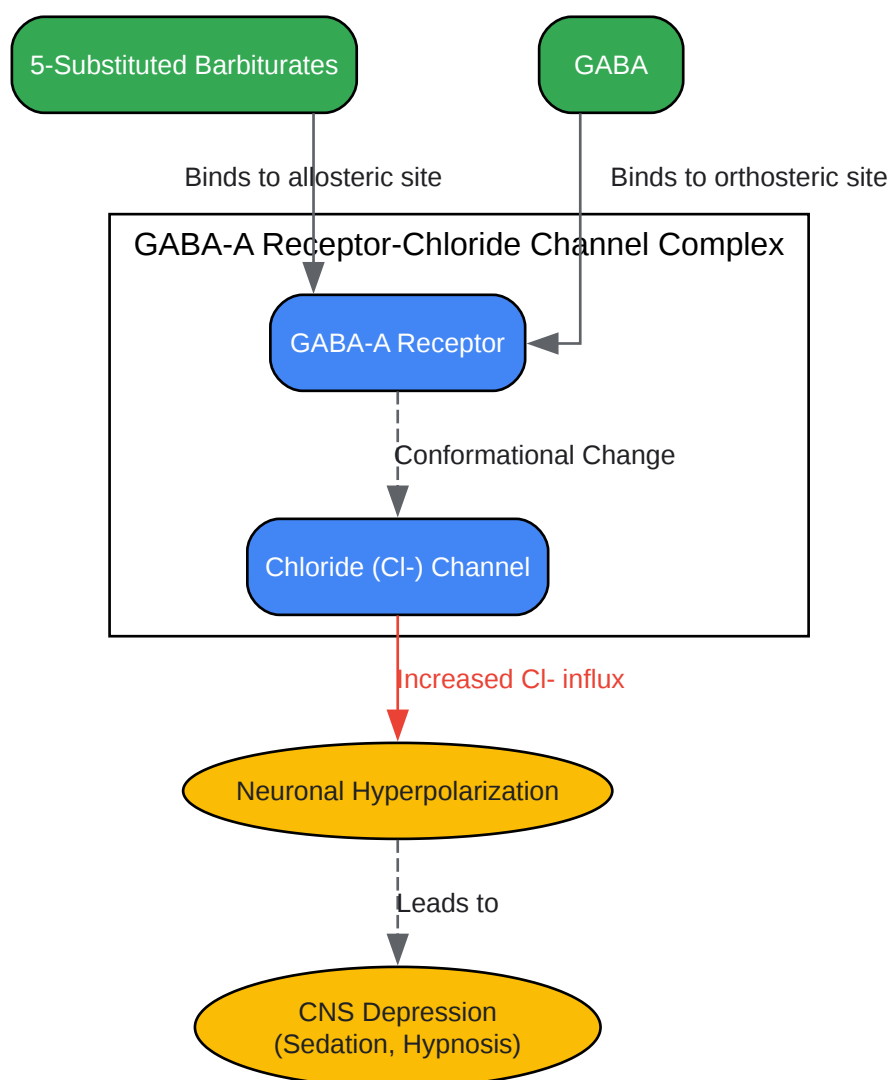 5-Substituted Barbiturates
GABA
Binds to allosteric site
Binds to orthosteric site
GABA-A Receptor-Chloride Channel Complex
GABA-A Receptor
Conformational Change
Chloride (Cl-) Channel
Increased Cl- influx
Neuronal Hyperpolarization
Leads to
CNS Depression
(Sedation, Hypnosis)